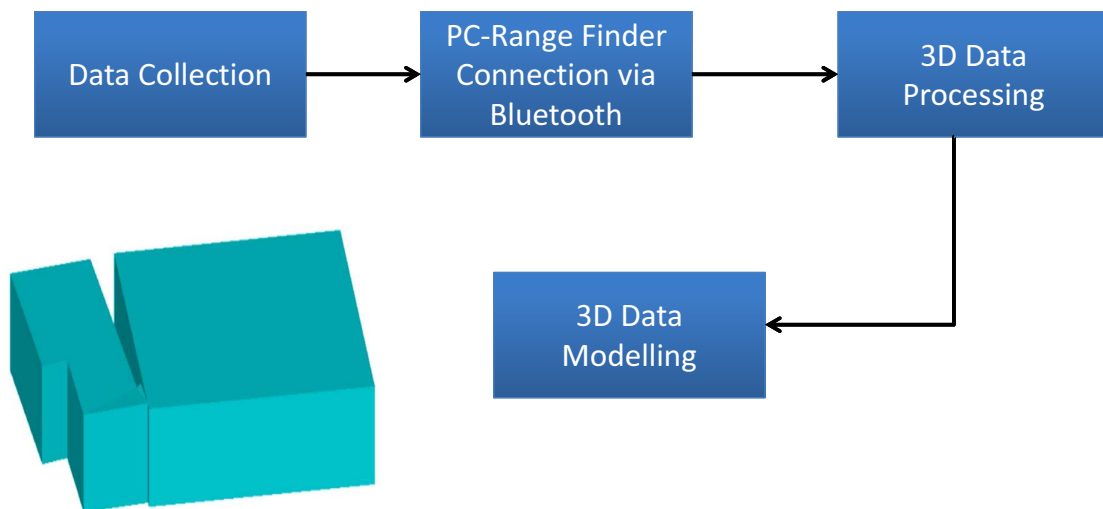 Data Collection
PC-Range Finder
Connection via
Bluetooth
3D Data
Processing
3D Data
Modelling